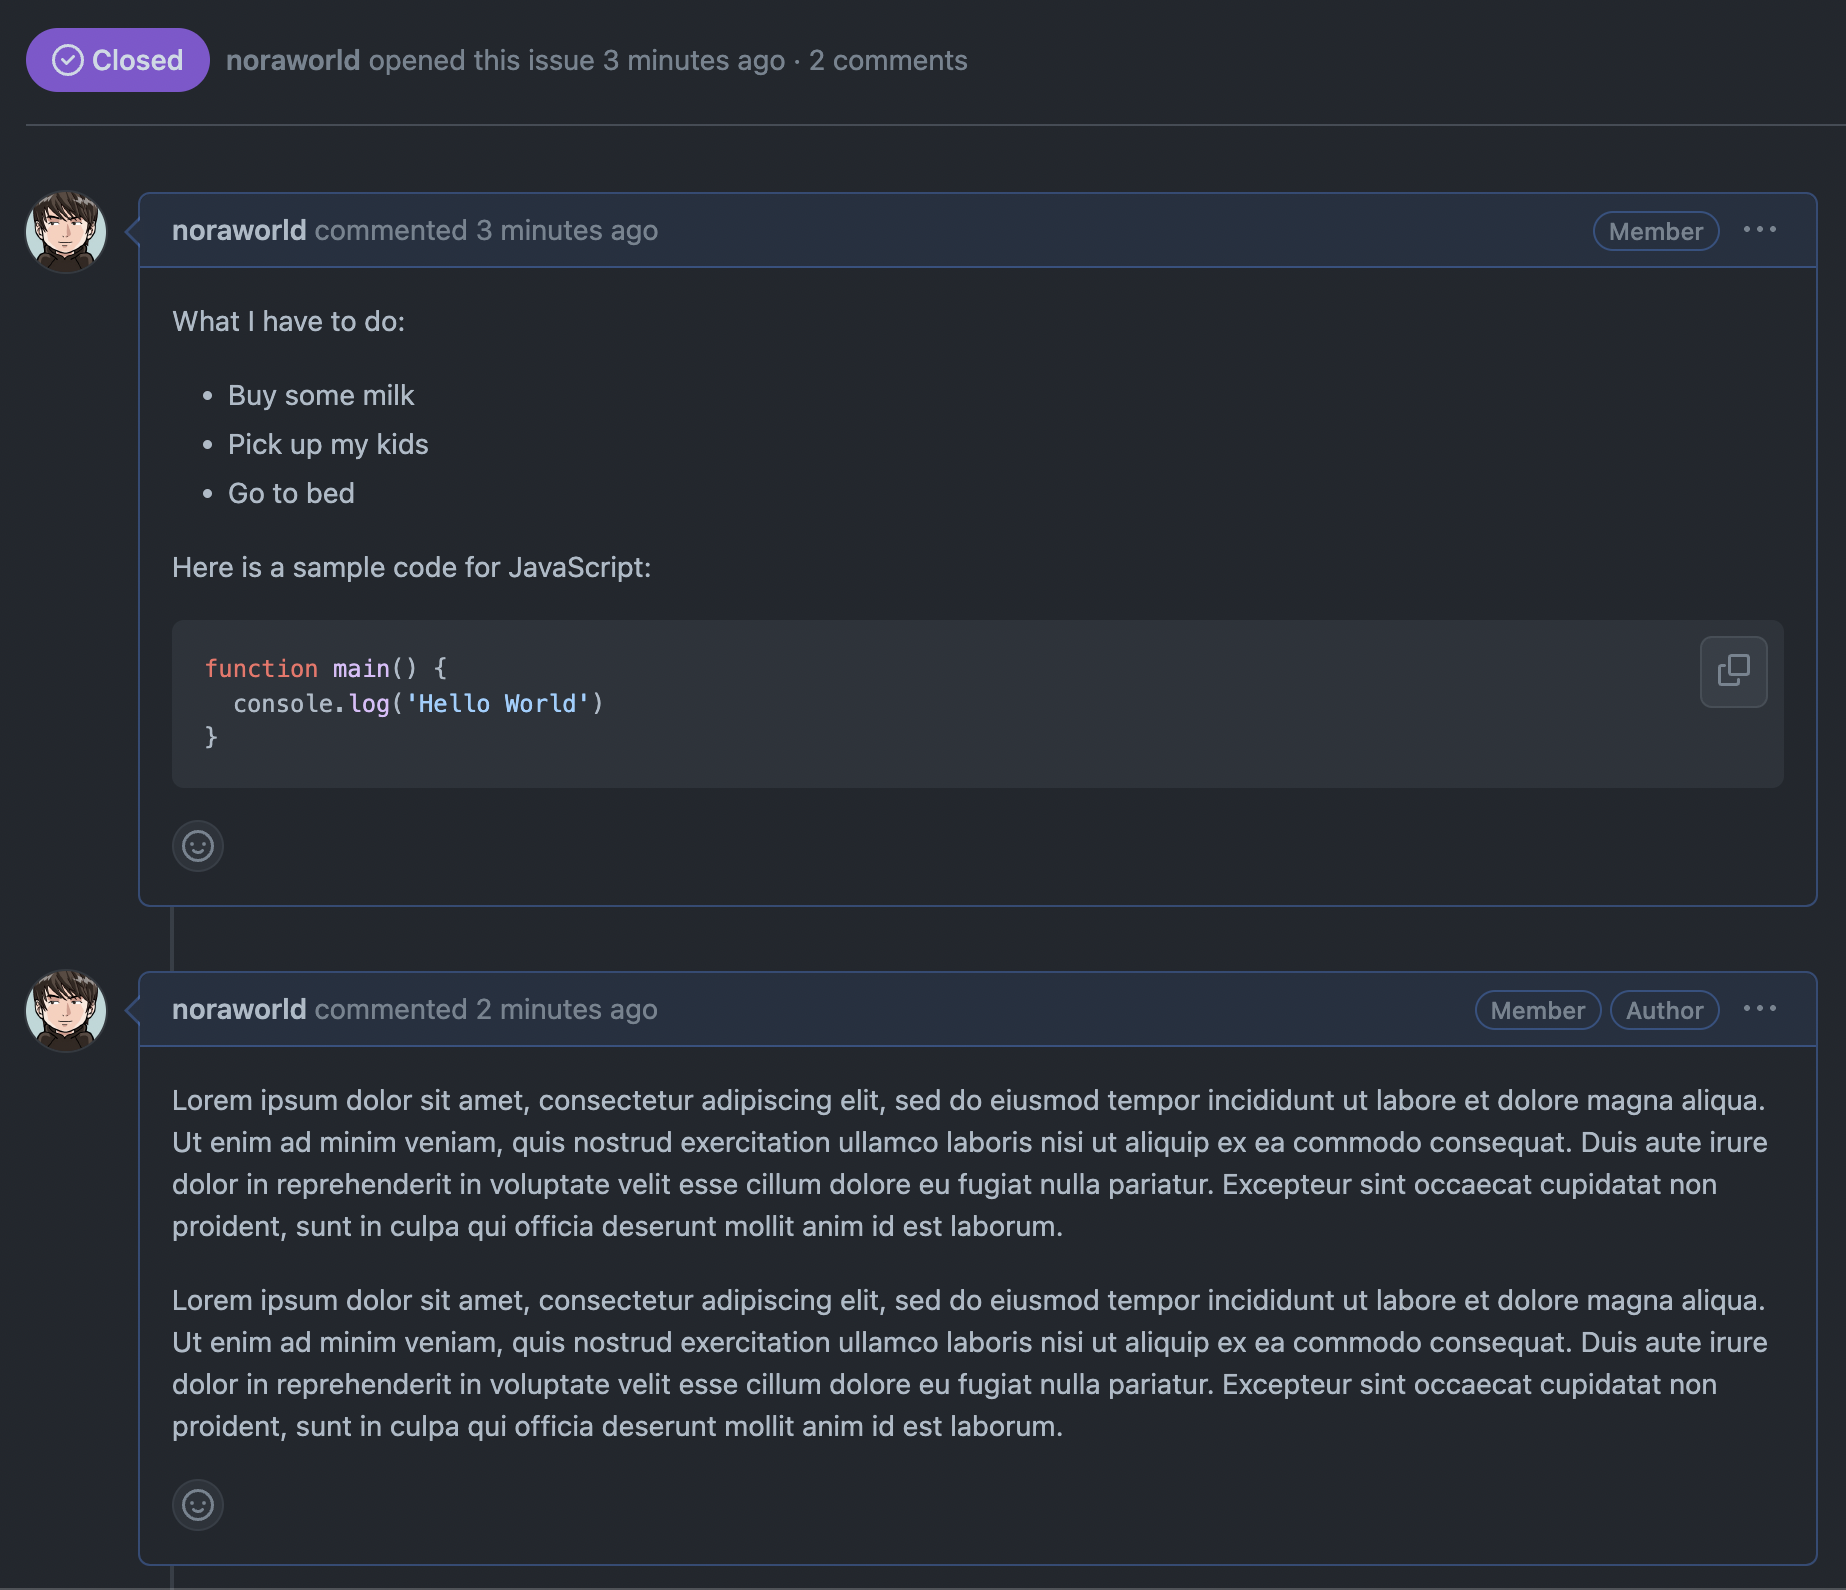 Closed noraworld opened this issue 3 minutes ago · 2 comments
noraworld commented 3 minutes ago Member
What I have to do:
• Buy some milk
• Pick up my kids
• Go to bed
Here is a sample code for JavaScript:
function main() {
  console.log('Hello World')
}
noraworld commented 2 minutes ago Member Author
Lorem ipsum dolor sit amet, consectetur adipiscing elit, sed do eiusmod tempor incididunt ut labore et dolore magna aliqua.
Ut enim ad minim veniam, quis nostrud exercitation ullamco laboris nisi ut aliquip ex ea commodo consequat. Duis aute irure
dolor in reprehenderit in voluptate velit esse cillum dolore eu fugiat nulla pariatur. Excepteur sint occaecat cupidatat non
proident, sunt in culpa qui officia deserunt mollit anim id est laborum.
Lorem ipsum dolor sit amet, consectetur adipiscing elit, sed do eiusmod tempor incididunt ut labore et dolore magna aliqua.
Ut enim ad minim veniam, quis nostrud exercitation ullamco laboris nisi ut aliquip ex ea commodo consequat. Duis aute irure
dolor in reprehenderit in voluptate velit esse cillum dolore eu fugiat nulla pariatur. Excepteur sint occaecat cupidatat non
proident, sunt in culpa qui officia deserunt mollit anim id est laborum.